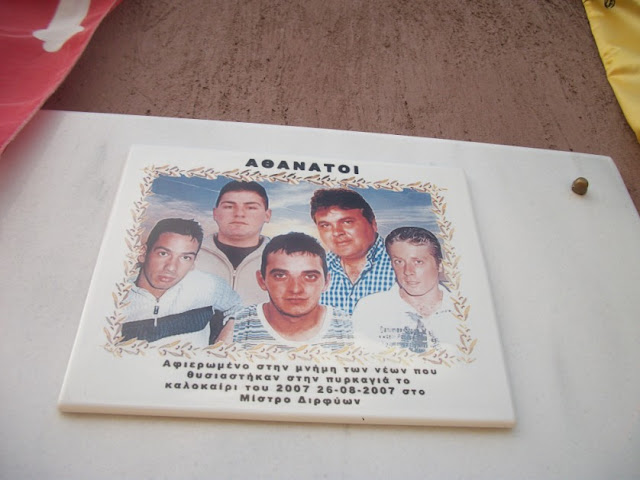 ΑΘΑΝΑΤΟΙ
Αφιερωμένο στην μνήμη των νέων που
θυσιαστήκαν στην πυρκαγιά το
καλοκαίρι του 2007 26-08-2007 στο
Μίστρο Διρφύων